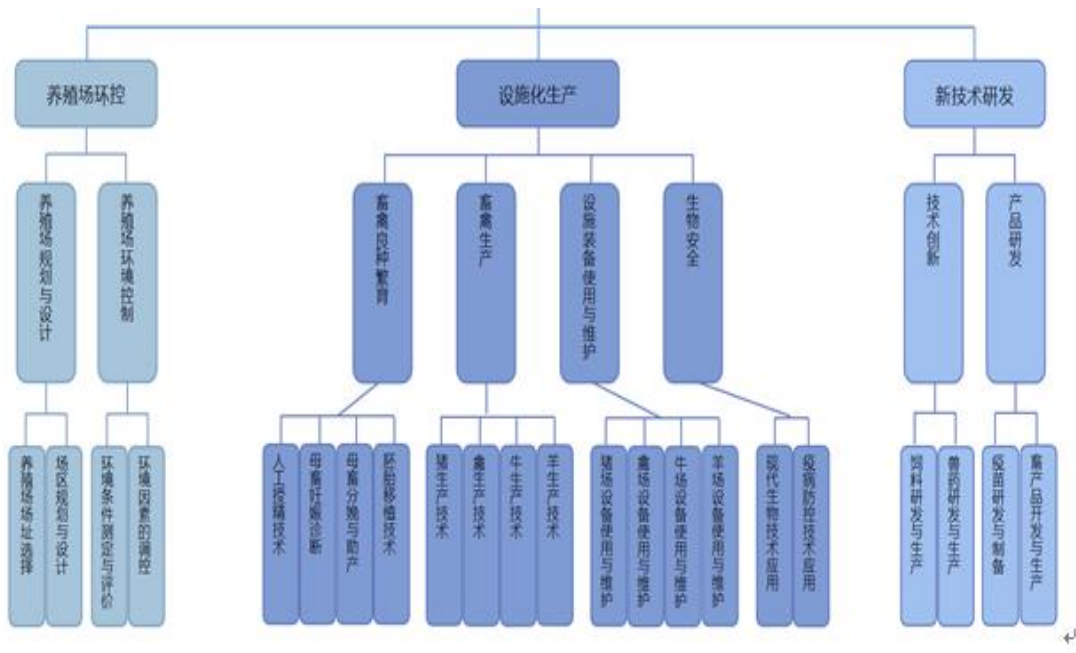 养殖场环控
设施化生产
新技术研发
养殖场规划与设计
养殖场环境控制
畜禽良种繁育
畜禽生产
设施装备使用与维护
生物安全
技术创新
产品研发
养殖场场址选择
场区规划与设计
环境条件测定与评价
环境因素的调控
人工授精技术
母畜妊娠诊断
母畜分娩与助产
胚胎移植技术
猪生产技术
禽生产技术
牛生产技术
羊生产技术
猪场设备使用与维护
禽场设备使用与维护
牛场设备使用与维护
羊场设备使用与维护
现代生物技术应用
疫病防控技术应用
饲料研发与生产
兽药研发与生产
疫苗研发与制备
畜产品开发与生产